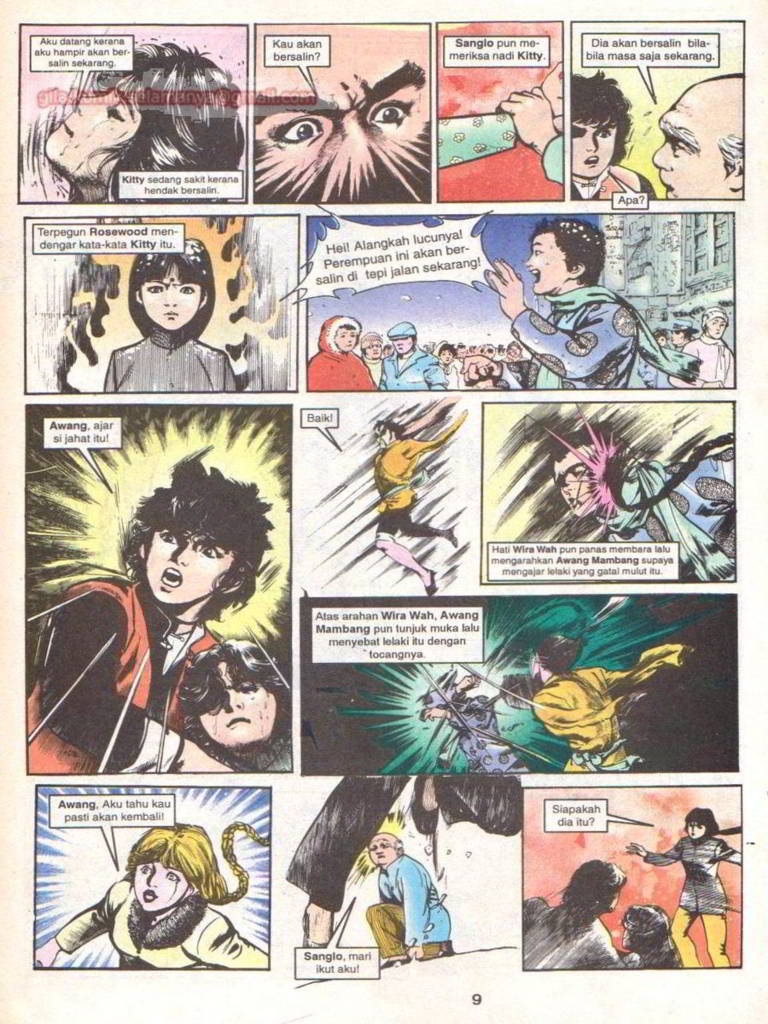 Aku datang kerana
aku hampir akan ber-
salin sekarang.
Kitty sedang sakit kerana
hendak bersalin.
Kau akan
bersalin?
Sanglo pun me-
meriksa nadi Kitty.
Dia akan bersalin bila-
bila masa saja sekarang.
Apa?
Terpegun Rosewood men-
dengar kata-kata Kitty itu.
Hei! Alangkah lucunya!
Perempuan ini akan ber-
salin di tepi jalan sekarang!
Awang, ajar
si jahat itu!
Baik!
Hati Wira Wah pun panas membara lalu
mengarahkan Awang Mambang supaya
mengajar lelaki yang gatal mulut itu.
Atas arahan Wira Wah, Awang
Mambang pun tunjuk muka lalu
menyebat lelaki itu dengan
tocangnya.
Awang, Aku tahu kau
pasti akan kembali!
Sanglo, mari
ikut aku!
Siapakah
dia itu?
9